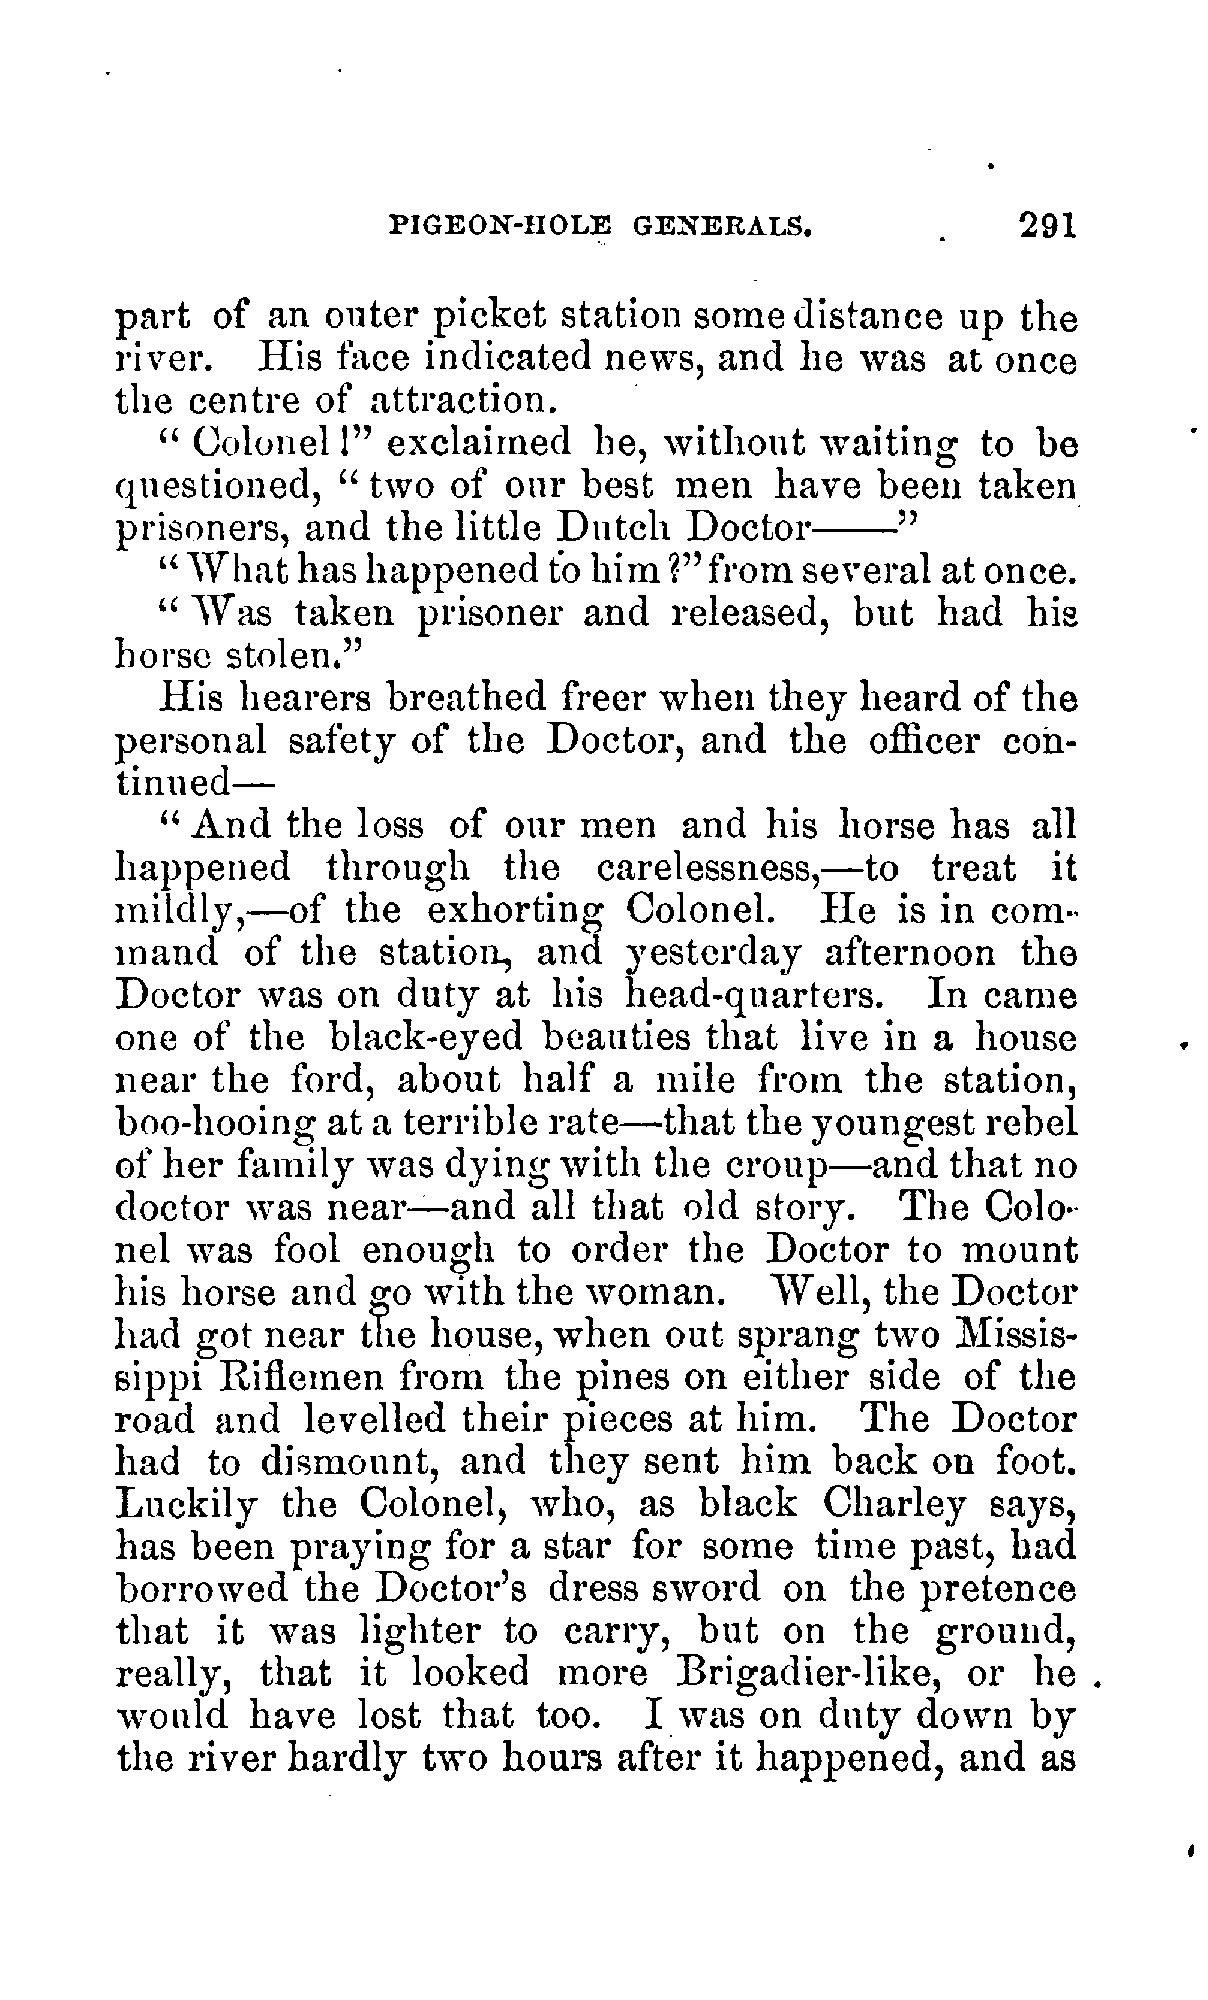 PIGEON-HOLE GENERALS. 291
part of an outer picket station some distance up the
river. His face indicated news, and he was at once
the centre of attraction.
"Colonel!" exclaimed he, without waiting to be
questioned, "two of our best men have been taken
prisoners, and the little Dutch Doctor——"
"What has happened to him?" from several at once.
"Was taken prisoner and released, but had his
horse stolen."
His hearers breathed freer when they heard of the
personal safety of the Doctor, and the officer con-
tinued—
"And the loss of our men and his horse has all
happened through the carelessness,—to treat it
mildly,—of the exhorting Colonel. He is in com-
mand of the station, and yesterday afternoon the
Doctor was on duty at his head-quarters. In came
one of the black-eyed beauties that live in a house
near the ford, about half a mile from the station,
boo-hooing at a terrible rate—that the youngest rebel
of her family was dying with the croup—and that no
doctor was near—and all that old story. The Colo-
nel was fool enough to order the Doctor to mount
his horse and go with the woman. Well, the Doctor
had got near the house, when out sprang two Missis-
sippi Riflemen from the pines on either side of the
road and levelled their pieces at him. The Doctor
had to dismount, and they sent him back on foot.
Luckily the Colonel, who, as black Charley says,
has been praying for a star for some time past, had
borrowed the Doctor's dress sword on the pretence
that it was lighter to carry, but on the ground,
really, that it looked more Brigadier-like, or he
would have lost that too. I was on duty down by
the river hardly two hours after it happened, and as